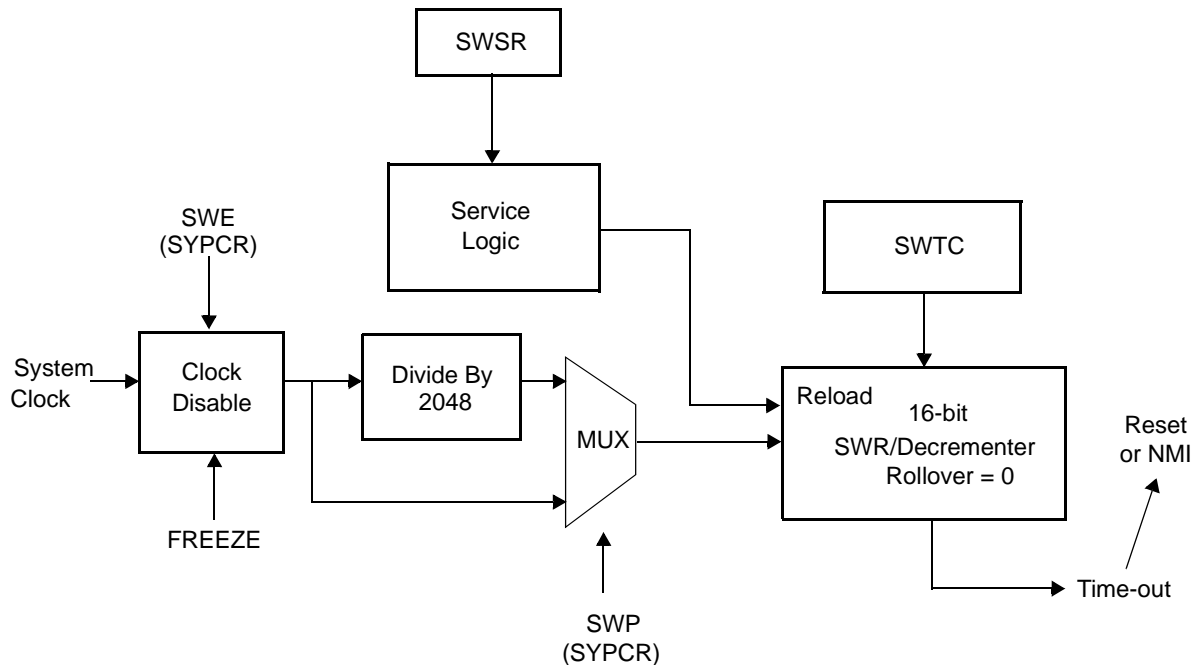 SWSR
Service
Logic
SWE
(SYPCR)
SWTC
System
Clock
Clock
Disable
Divide By
2048
MUX
Reload
16-bit
SWR/Decrementer
Rollover = 0
Reset
or NMI
FREEZE
Time-out
SWP
(SYPCR)